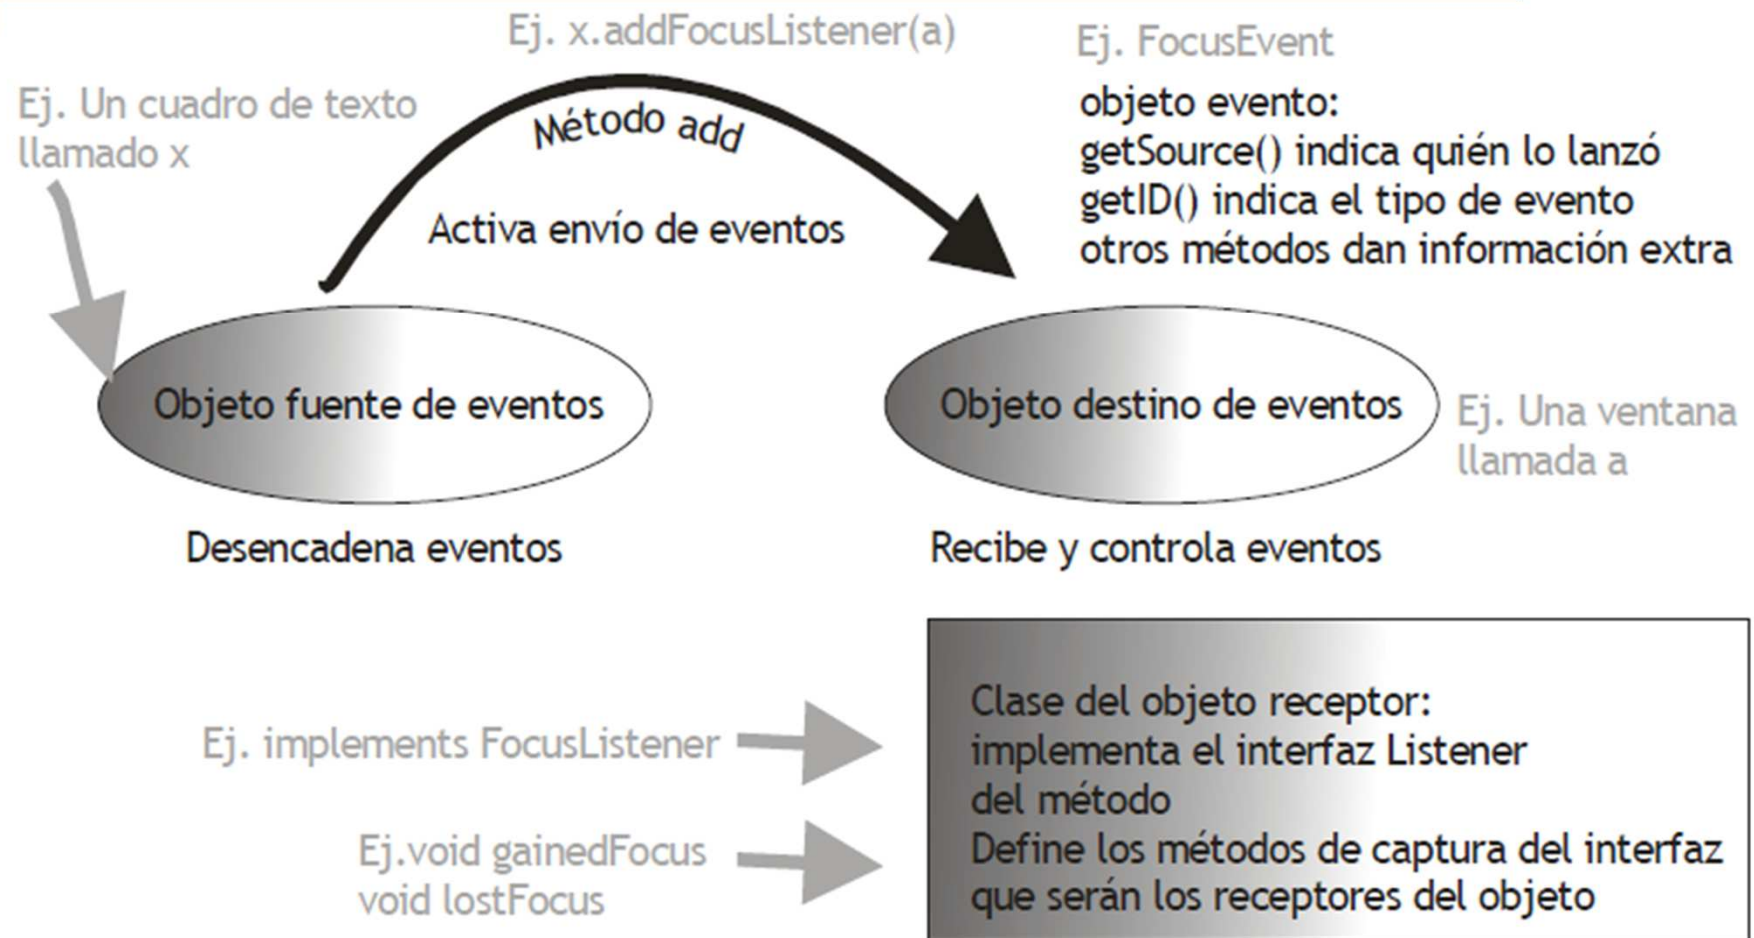 Ej. x.addFocusListener(a)
Ej. FocusEvent
Ej. Un cuadro de texto
llamado x
Método add
Activa envío de eventos
objeto evento:
getSource() indica quién lo lanzó
getID() indica el tipo de evento
otros métodos dan información extra
Objeto fuente de eventos
Objeto destino de eventos
Ej. Una ventana
llamada a
Desencadena eventos
Recibe y controla eventos
Ej. implements FocusListener
Ej.void gainedFocus
void lostFocus
Clase del objeto receptor:
implementa el interfaz Listener
del método
Define los métodos de captura del interfaz
que serán los receptores del objeto